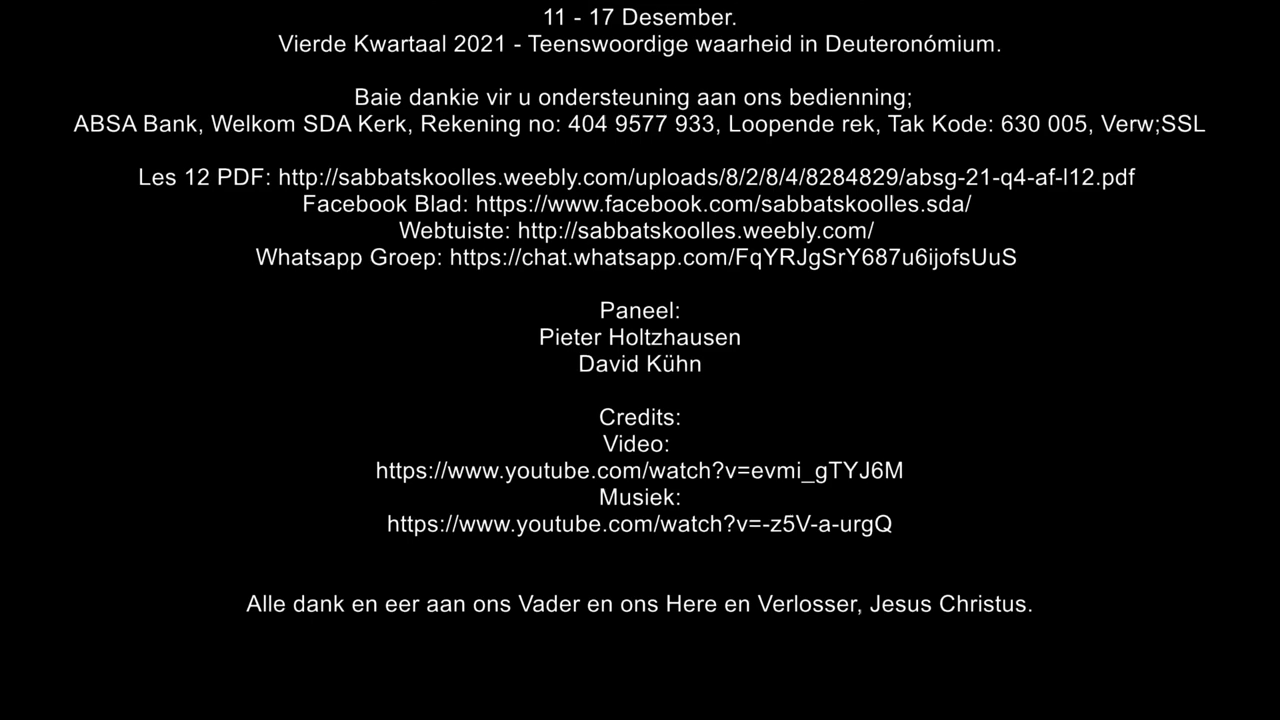 11 - 17 Desember.
Vierde Kwartaal 2021 - Teenswoordige waarheid in Deuteronómium.
Baie dankie vir u ondersteuning aan ons bedienning;
ABSA Bank, Welkom SDA Kerk, Rekening no: 404 9577 933, Loopende rek, Tak Kode: 630 005, Verw;SSL
Les 12 PDF: http://sabbatskoolles.weebly.com/uploads/8/2/8/4/8284829/absg-21-q4-af-l12.pdf
Facebook Blad: https://www.facebook.com/sabbatskoolles.sda/
Webtuiste: http://sabbatskoolles.weebly.com/
Whatsapp Groep: https://chat.whatsapp.com/FqYRJgSrY687u6ijofsUuS
Paneel:
Pieter Holtzhausen
David Kühn
Credits:
Video:
https://www.youtube.com/watch?v=evmi_gTYJ6M
Musiek:
https://www.youtube.com/watch?v=-z5V-a-urgQ
Alle dank en eer aan ons Vader en ons Here en Verlosser, Jesus Christus.